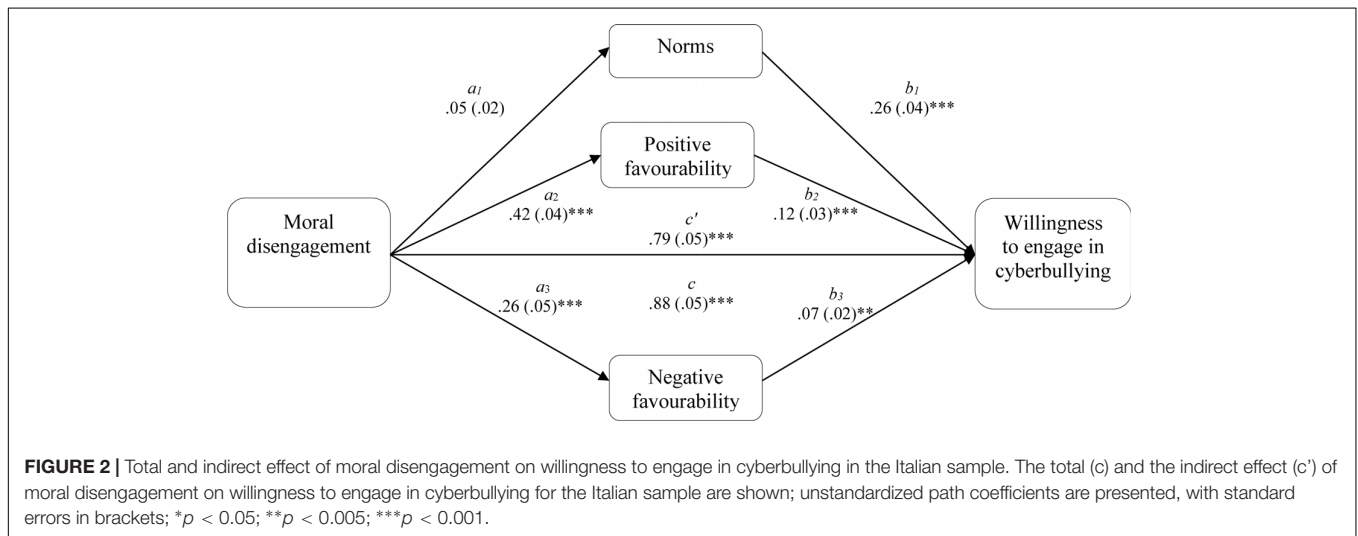 Norms
a1
.05 (.02)
b1
.26 (.04)***
Positive
favourability
a2
.42 (.04)***
b2
.12 (.03)***
c'
.79 (.05)***
Moral
disengagement
Willingness
to engage in
cyberbullying
a3
.26 (.05)***
c
.88 (.05)***
b3
.07 (.02)**
Negative
favourability
FIGURE 2 | Total and indirect effect of moral disengagement on willingness to engage in cyberbullying in the Italian sample. The total (c) and the indirect effect (c’) of
moral disengagement on willingness to engage in cyberbullying for the Italian sample are shown; unstandardized path coefficients are presented, with standard
errors in brackets; *p < 0.05; **p < 0.005; ***p < 0.001.